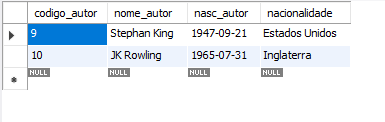 codigo_autor nome_autor nasc_autor nacionalidade
9 Stephan King 1947-09-21 Estados Unidos
10 JK Rowling 1965-07-31 Inglaterra
NULL NULL NULL NULL